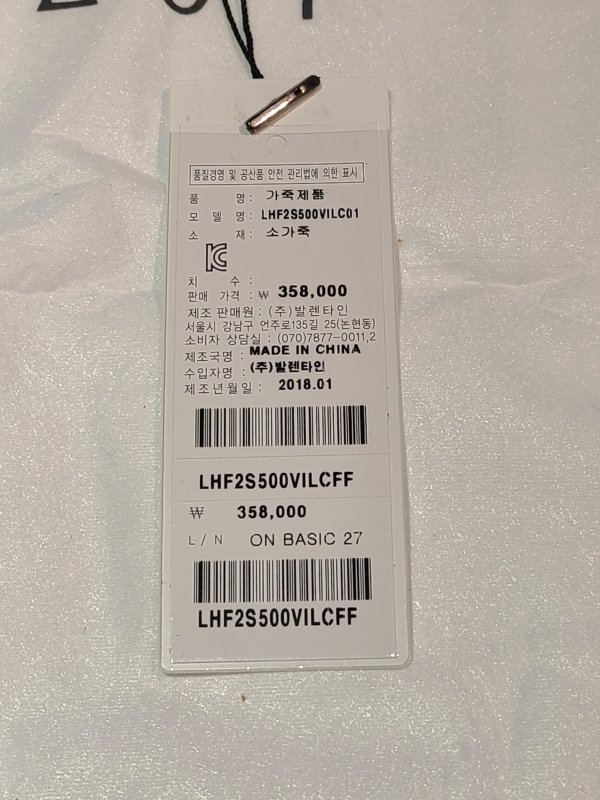 품질경영 및 공산품 안전 관리법에 의한 표시
품 명: 가죽제품
모 델 명: LHF2S500VILC01
소 재: 소가죽
치 수:
판매 가격: ₩ 358,000
제조 판매원: (주)발렌타인
서울시 강남구 언주로135길 25(논현동)
소비자 상담실: (070)7877-0011,2
제조국명: MADE IN CHINA
수입자명: (주)발렌타인
제조년월일: 2018.01
LHF2S500VILCFF
₩ 358,000
L/N ON BASIC 27
LHF2S500VILCFF